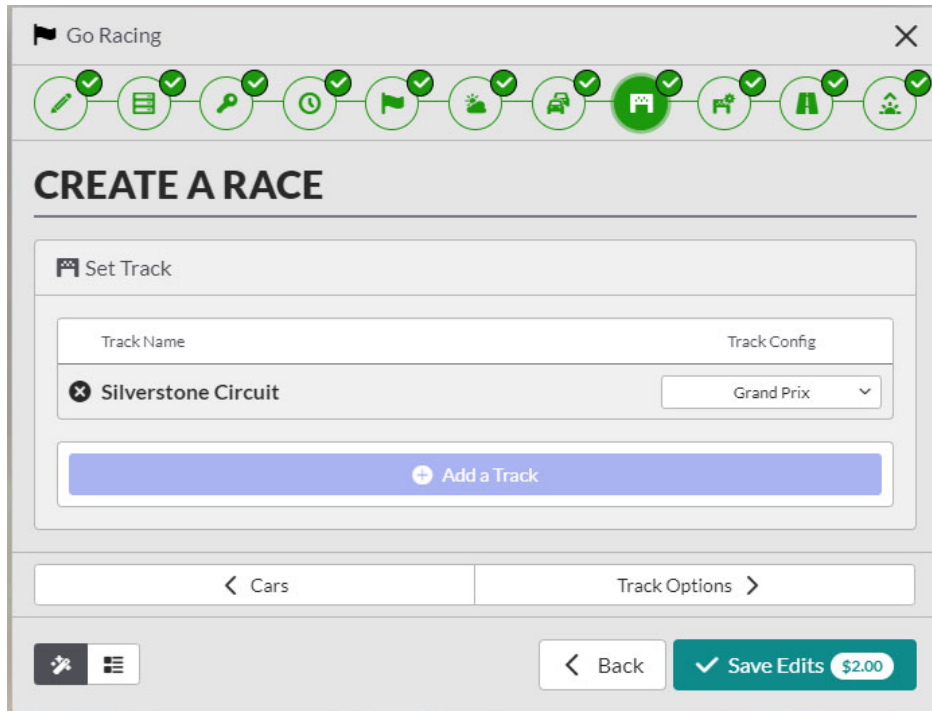 Go Racing
CREATE A RACE
Set Track
Track Name Track Config
Silverstone Circuit Grand Prix
Add a Track
Cars Track Options
Back Save Edits $2.00